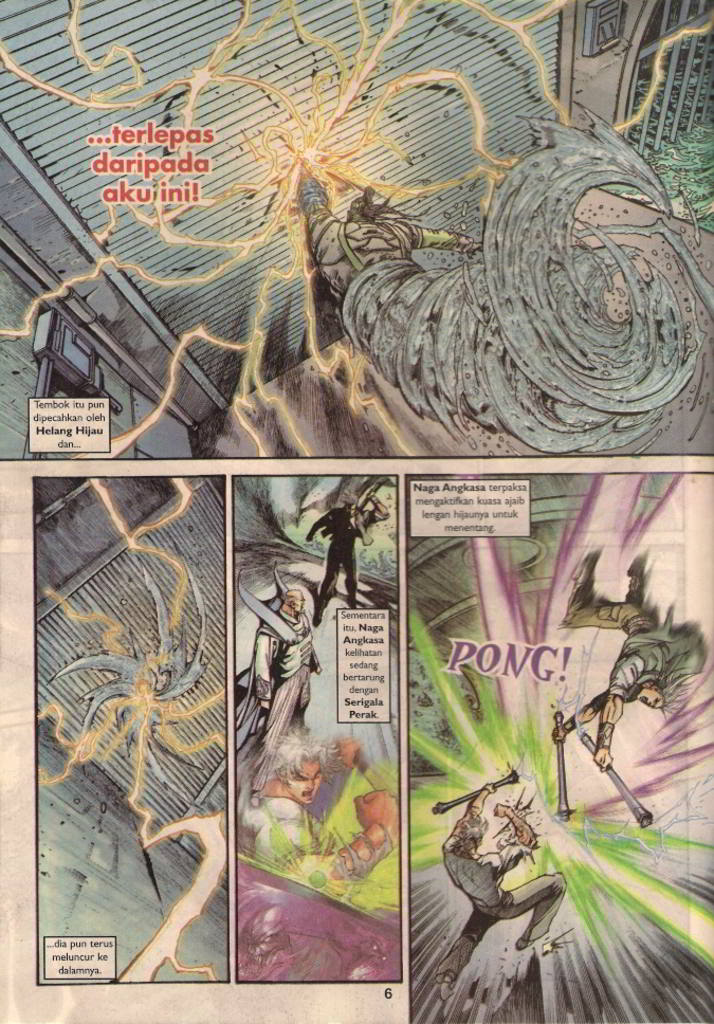 ...terlepas
daripada
aku ini!
Tembok itu pun
dipecahkan oleh
Helang Hijau
dan...
...dia pun terus
meluncur ke
dalamnya.
Sementara
itu, Naga
Angkasa
kelihatan
sedang
bertarung
dengan
Serigala
Perak.
Naga Angkasa terpaksa
mengaktifkan kuasa ajaib
lengan hijaunya untuk
menentang.
PONG!
6